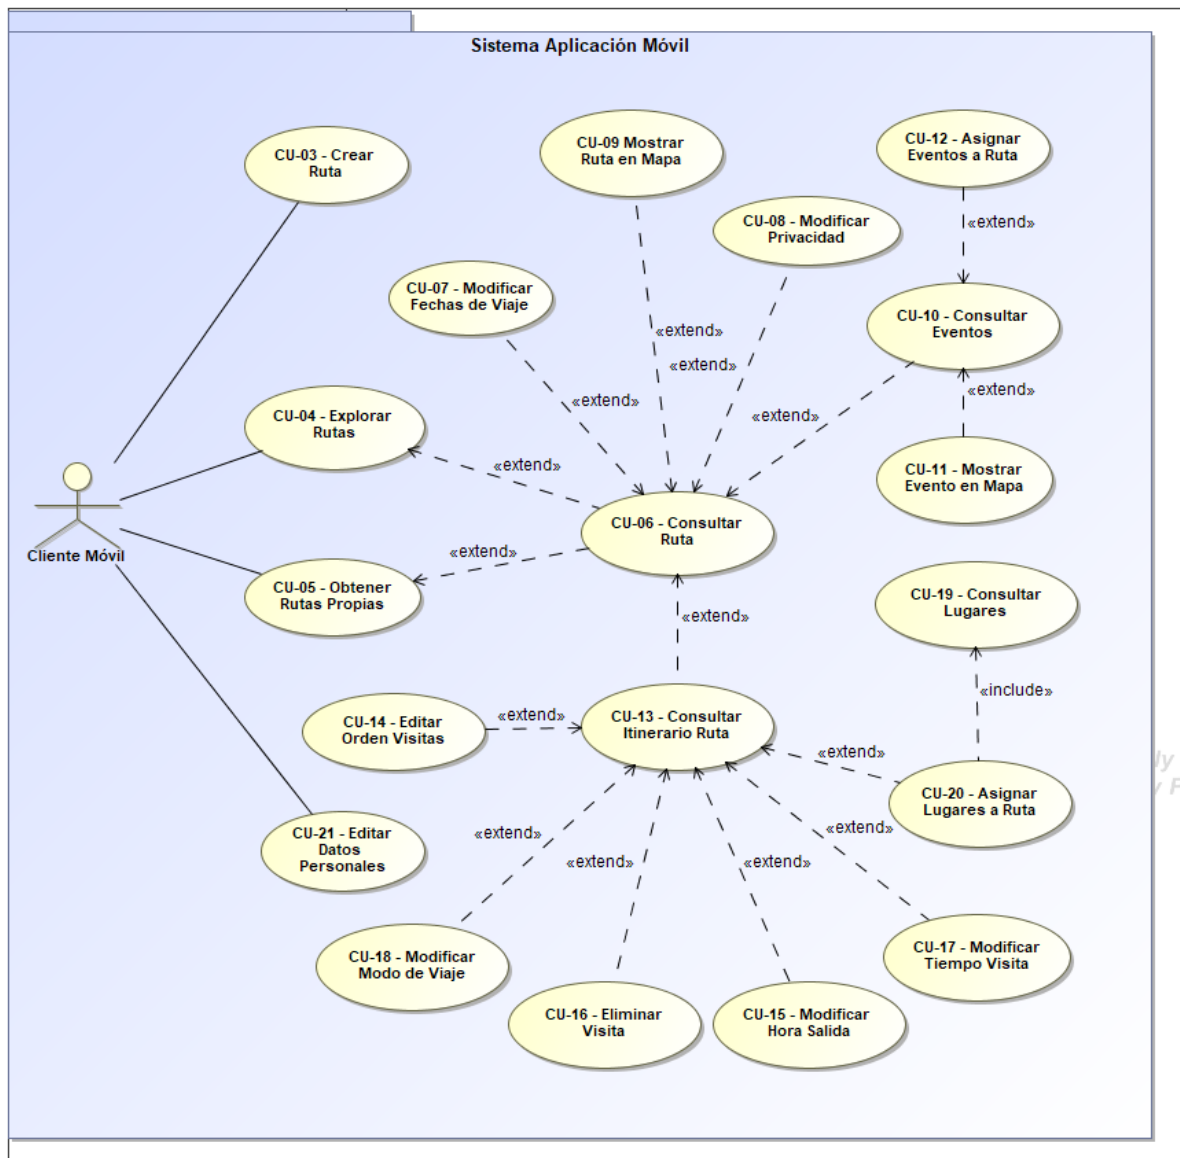 Sistema Aplicación Móvil
CU-03 - Crear
Ruta
CU-09 Mostrar
Ruta en Mapa
CU-12 - Asignar
Eventos a Ruta
CU-08 - Modificar
Privacidad
«extend»
CU-07 - Modificar
Fechas de Viaje
CU-10 - Consultar
Eventos
«extend»
«extend»
«extend»
«extend»
«extend»
CU-04 - Explorar
Rutas
«extend»
CU-11 - Mostrar
Evento en Mapa
CU-06 - Consultar
Ruta
Cliente Móvil
«extend»
CU-05 - Obtener
Rutas Propias
CU-19 - Consultar
Lugares
«extend»
«include»
CU-14 - Editar
Orden Visitas
«extend»
CU-13 - Consultar
Itinerario Ruta
«extend»
CU-20 - Asignar
Lugares a Ruta
CU-21 - Editar
Datos
Personales
«extend»
«extend»
«extend»
«extend»
CU-18 - Modificar
Modo de Viaje
CU-17 - Modificar
Tiempo Visita
CU-16 - Eliminar
Visita
CU-15 - Modificar
Hora Salida